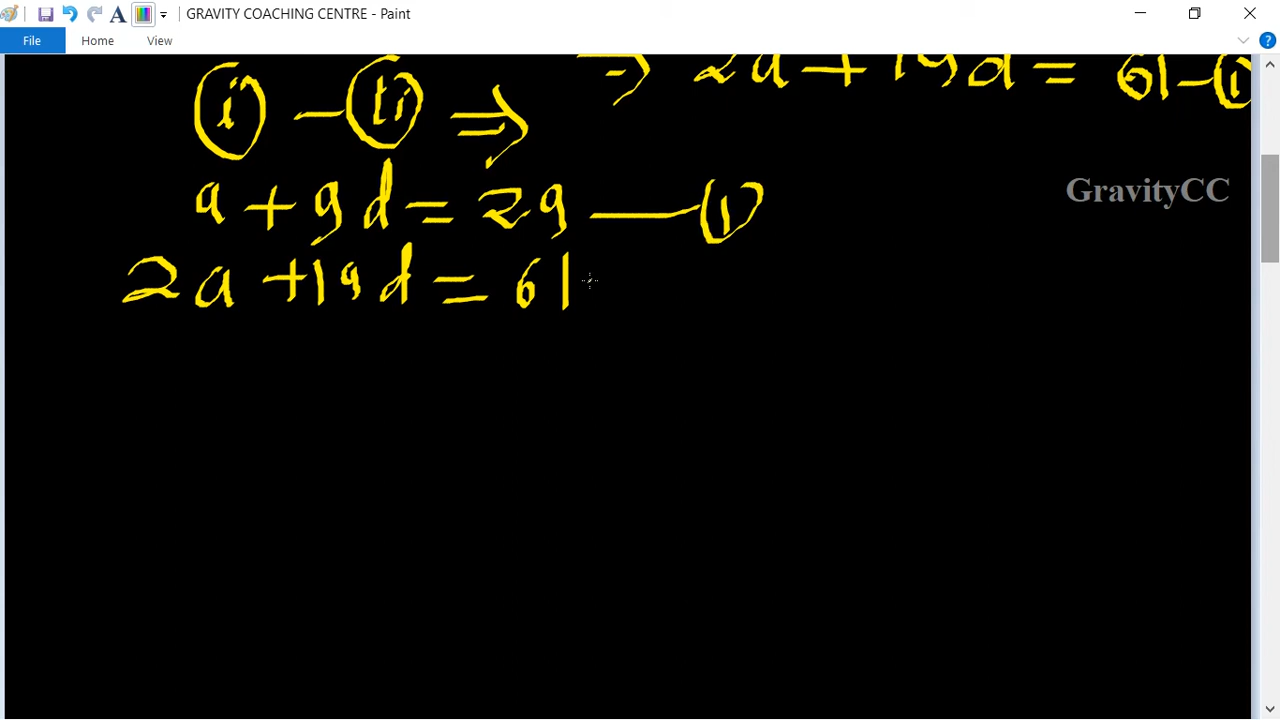 GRAVITY COACHING CENTRE - Paint
File Home View
⇒ 2a + 19d = 61 - (i
(i) - (ii) ⇒
GravityCC
a + 9d = 29 — (i)
2a + 19d = 61